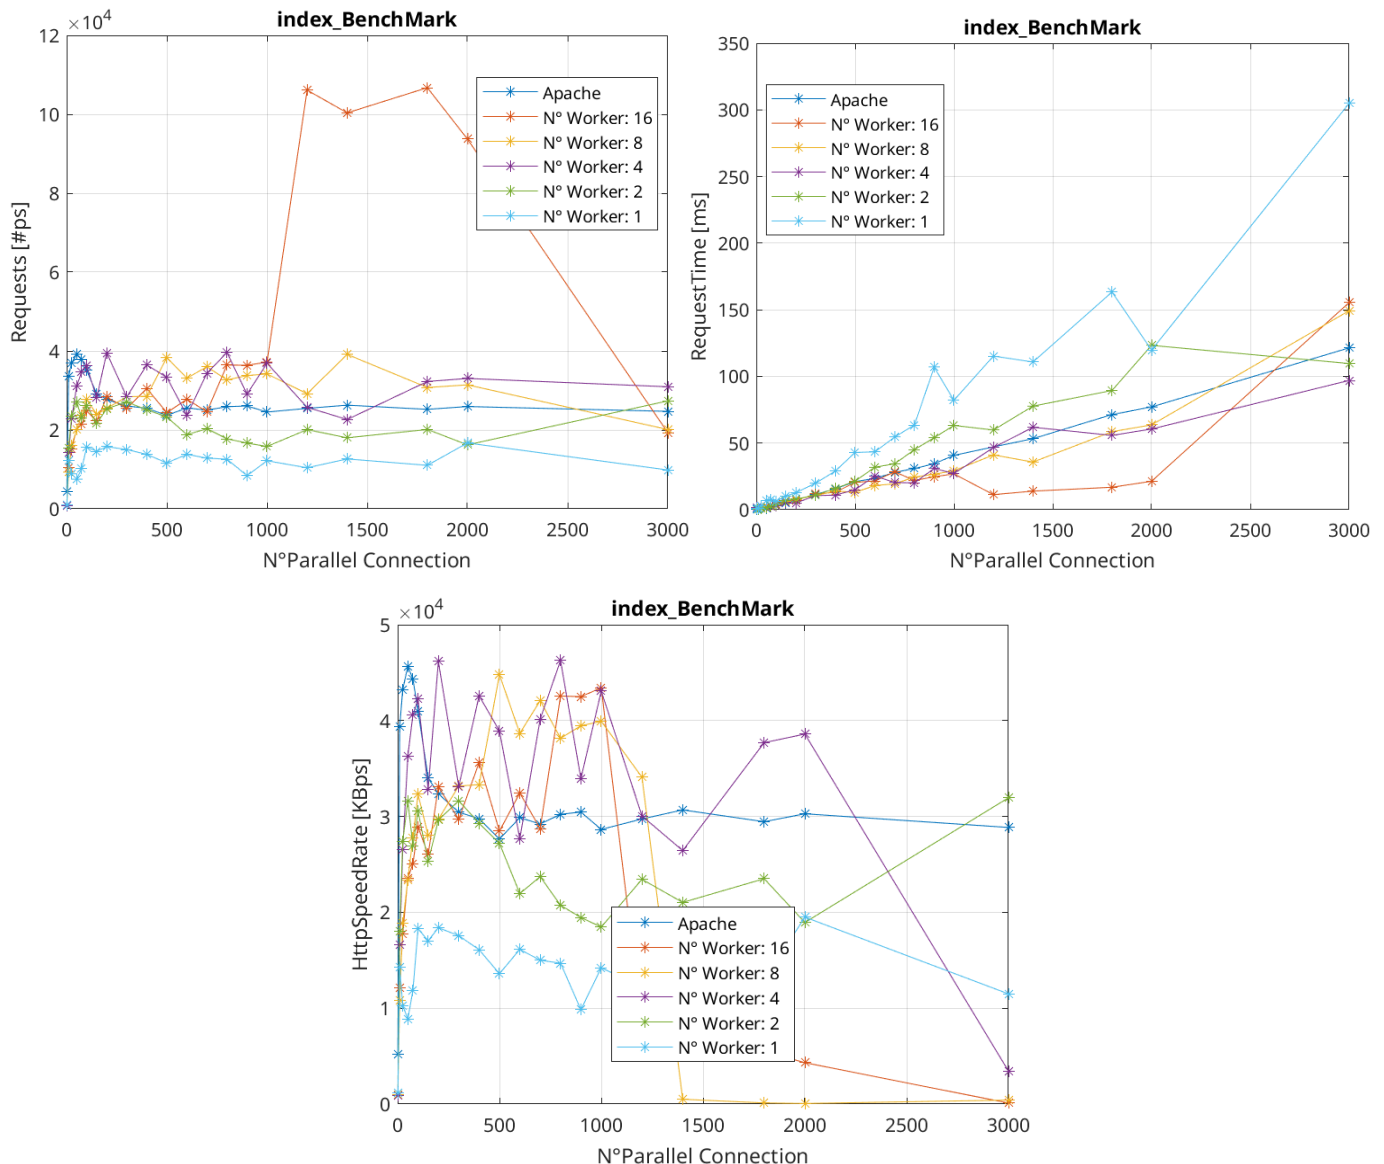 index_BenchMark
×10⁴
12
10
8
6
4
2
0
0 500 1000 1500 2000 2500 3000
Requests [#ps]
N°Parallel Connection
Apache
N° Worker: 16
N° Worker: 8
N° Worker: 4
N° Worker: 2
N° Worker: 1
index_BenchMark
350
300
250
200
150
100
50
0
0 500 1000 1500 2000 2500 3000
RequestTime [ms]
N°Parallel Connection
Apache
N° Worker: 16
N° Worker: 8
N° Worker: 4
N° Worker: 2
N° Worker: 1
index_BenchMark
×10⁴
5
4
3
2
1
0
0 500 1000 1500 2000 2500 3000
HttpSpeedRate [KBps]
N°Parallel Connection
Apache
N° Worker: 16
N° Worker: 8
N° Worker: 4
N° Worker: 2
N° Worker: 1